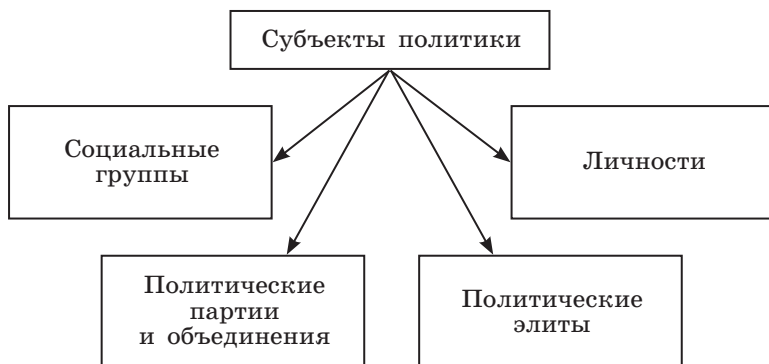 Субъекты политики
Социальные
группы
Личности
Политические
партии
и объединения
Политические
элиты